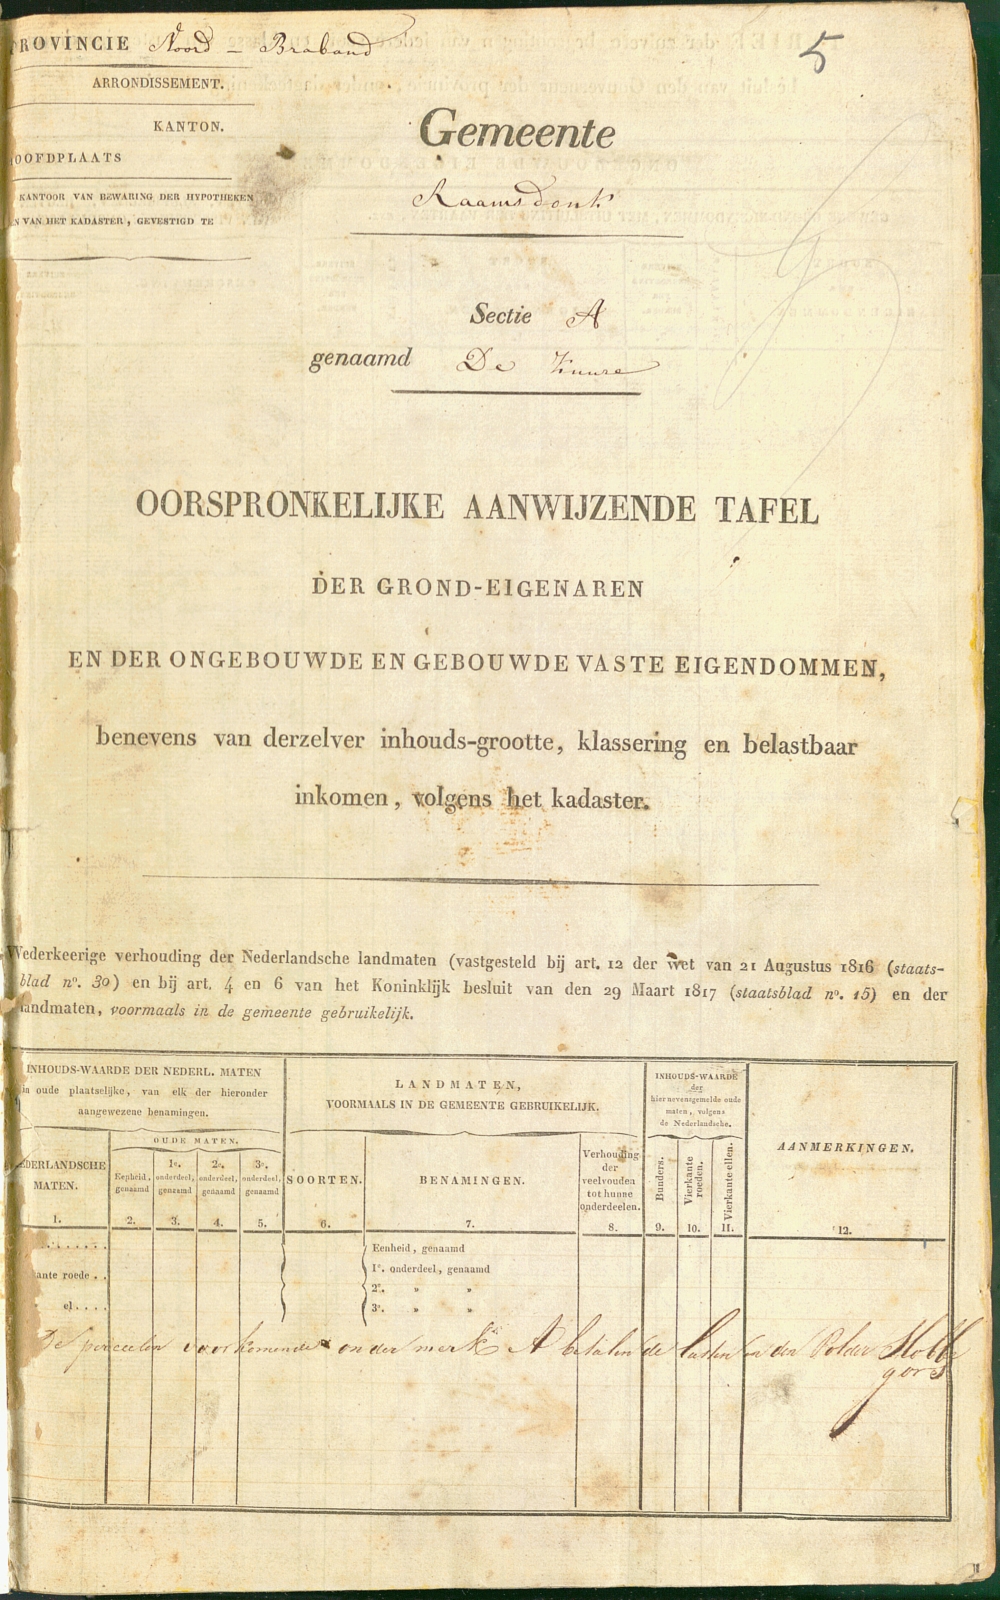 PROVINCIE Noord-Braband
5
ARRONDISSEMENT.
KANTON.
HOOFDPLAATS
KANTOOR VAN BEWARING DER HYPOTHEKEN
EN VAN HET KADASTER, GEVESTIGD TE
Gemeente
Raamsdonk
Sectie A
genaamd De
OORSPRONKELIJKE AANWIJZENDE TAFEL
DER GROND-EIGENAREN
EN DER ONGEBOUWDE EN GEBOUWDE VASTE EIGENDOMMEN,
benevens van derzelver inhouds-grootte, klassering en belastbaar
inkomen, volgens het kadaster.
Wederkeerige verhouding der Nederlandsche landmaten (vastgesteld bij art. 12 der wet van 21 Augustus 1816 (staats-
blad no. 30) en bij art. 4 en 6 van het Koninklijk besluit van den 29 Maart 1817 (staatsblad no. 15) en der
landmaten, voormaals in de gemeente gebruikelijk.
INHOUDS-WAARDE DER NEDERL. MATEN
in oude plaatselijke, van elk der hieronder
aangewezene benamingen.
OUDE MATEN.
NEDERLANDSCHE
MATEN.
1.
Eenheid,
genaamd
2.
1e.
onderdeel,
genaamd
3.
2e.
onderdeel,
genaamd
4.
3e.
onderdeel,
genaamd
5.
LANDMATEN,
VOORMAALS IN DE GEMEENTE GEBRUIKELIJK.
SOORTEN.
6.
BENAMINGEN.
7.
Verhouding
der
veelvouden
tot hunne
onderdeelen.
8.
INHOUDS-WAARDE
der
hiernevensgemelde oude
maten, volgens
de Nederlandsche.
Bunders.
9.
Vierkante
roeden.
10.
Vierkante ellen.
11.
AANMERKINGEN.
12.
Eenheid, genaamd
ante roede . .
1e. onderdeel, genaamd
2e. » »
el . . . .
3e. » »
De perceelen voorkomende onder merk A betalen de lasten in den Polder
gors